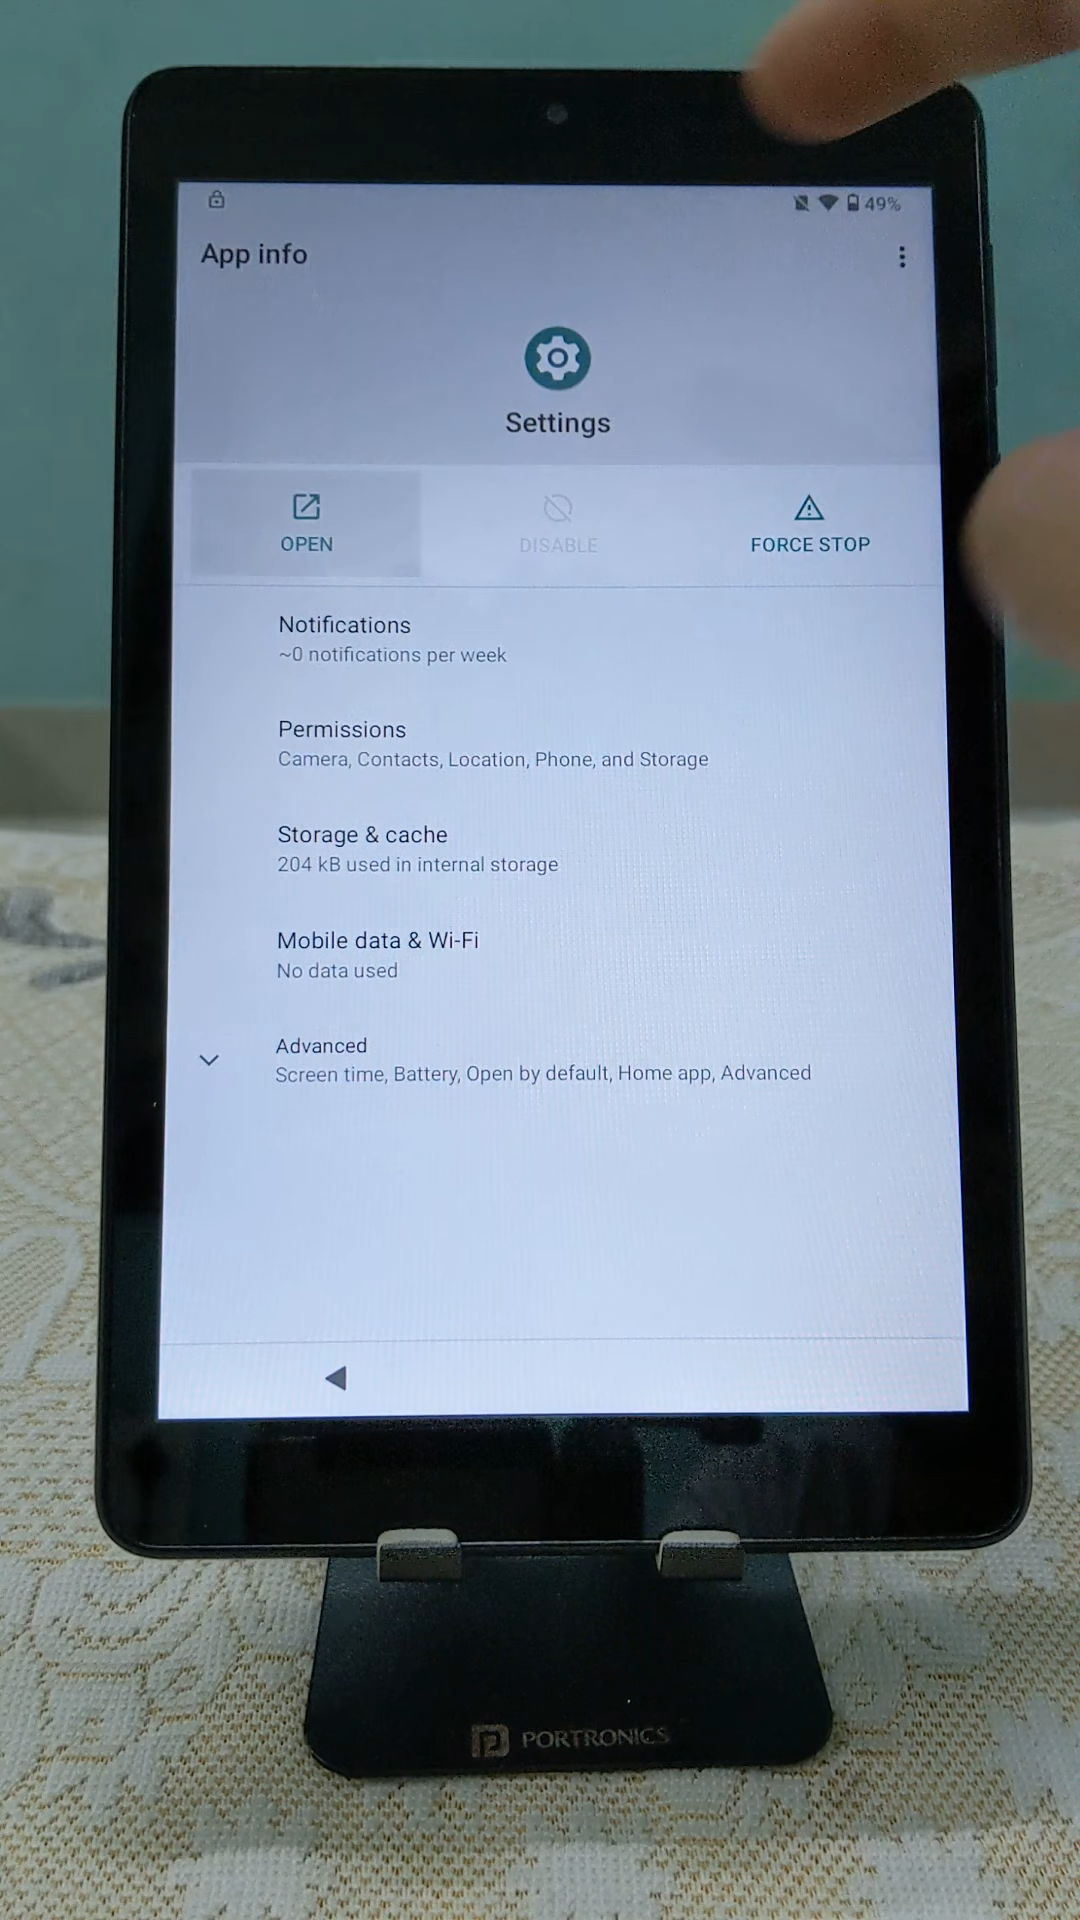 49%
App info
Settings
OPEN
DISABLE
FORCE STOP
Notifications
~0 notifications per week
Permissions
Camera, Contacts, Location, Phone, and Storage
Storage & cache
204 kB used in internal storage
Mobile data & Wi-Fi
No data used
Advanced
Screen time, Battery, Open by default, Home app, Advanced
PORTRONICS